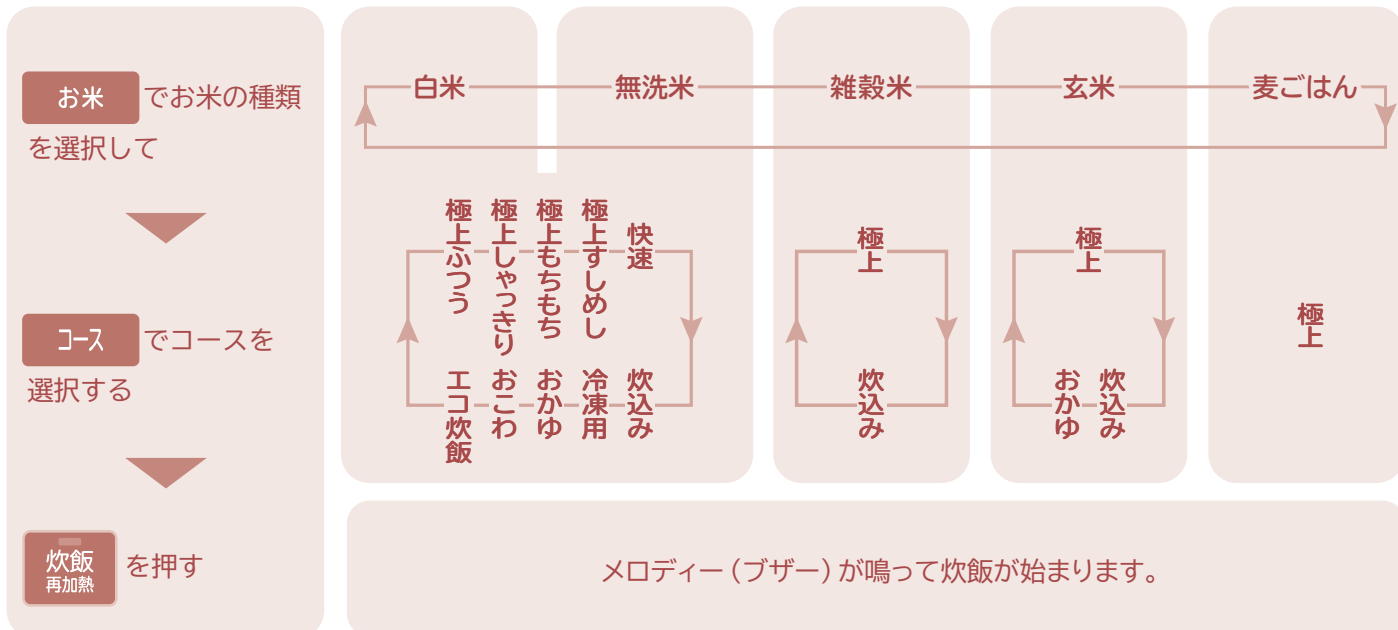 お米 でお米の種類
を選択して
コース でコースを
選択する
炊飯
再加熱
を押す
白米
無洗米
雑穀米
玄米
麦ごはん
極上ふつう
極上しゃっきり
極上もちもち
極上すしめし
快速
炊込み
冷凍用
おかゆ
おこわ
エコ炊飯
極上
炊込み
極上
炊込み
おかゆ
極上
メロディー（ブザー）が鳴って炊飯が始まります。